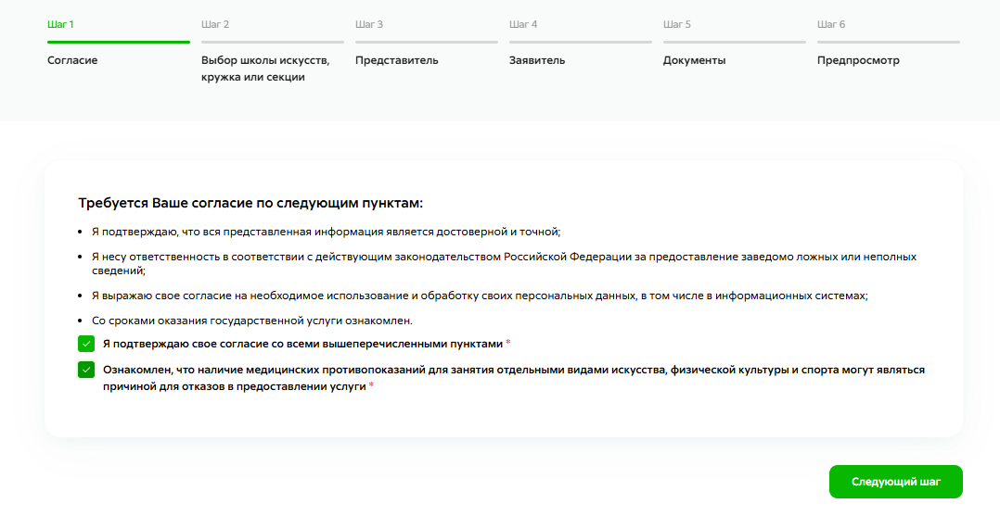 Шаг 1
Шаг 2
Шаг 3
Шаг 4
Шаг 5
Шаг 6
Согласие
Выбор школы искусств,
кружка или секции
Представитель
Заявитель
Документы
Предпросмотр
Требуется Ваше согласие по следующим пунктам:
• Я подтверждаю, что вся представленная информация является достоверной и точной;
• Я несу ответственность в соответствии с действующим законодательством Российской Федерации за предоставление заведомо ложных или неполных
сведений;
• Я выражаю свое согласие на необходимое использование и обработку своих персональных данных, в том числе в информационных системах;
• Со сроками оказания государственной услуги ознакомлен.
Я подтверждаю свое согласие со всеми вышеперечисленными пунктами *
Ознакомлен, что наличие медицинских противопоказаний для занятия отдельными видами искусства, физической культуры и спорта могут являться
причиной для отказов в предоставлении услуги *
Следующий шаг